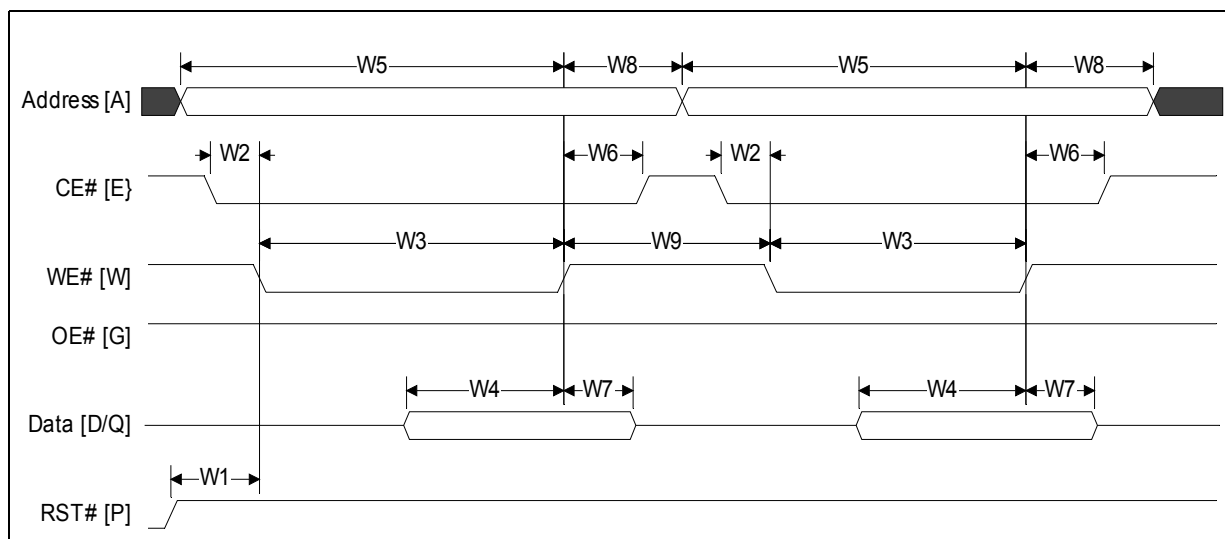 W5 W8 W5 W8
Address [A]
W2 W6 W2 W6
CE# [E}
W3 W9 W3
WE# [W]
OE# [G]
W4 W7 W4 W7
Data [D/Q]
W1
RST# [P]